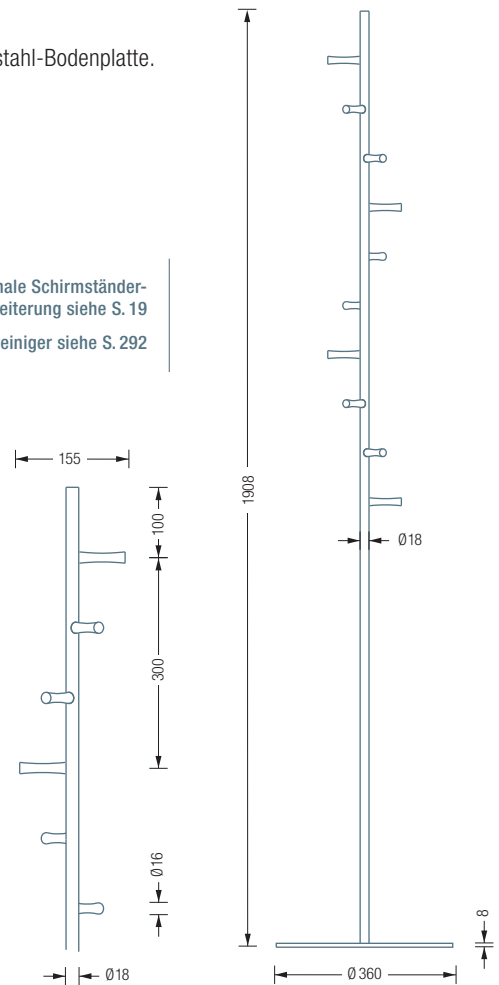 stahl-Bodenplatte.
nale Schirmständer-
eiterung siehe S. 19
einiger siehe S. 292
155
100
300
Ø16
Ø18
1908
Ø18
8
Ø360